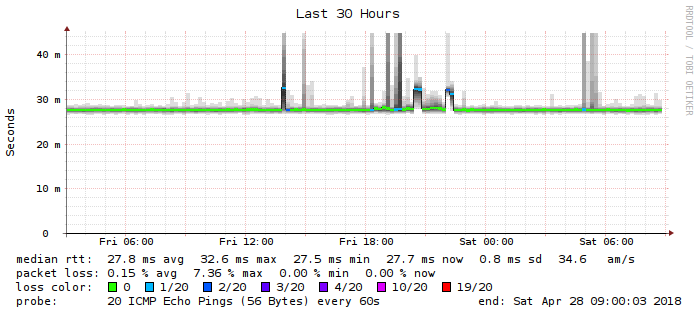 Last 30 Hours
RRDTOOL / TOBI OETIKER
Seconds
40 m
30 m
20 m
10 m
0
Fri 06:00 Fri 12:00 Fri 18:00 Sat 00:00 Sat 06:00
median rtt: 27.8 ms avg 32.6 ms max 27.5 ms min 27.7 ms now 0.8 ms sd 34.6 am/s
packet loss: 0.15 % avg 7.36 % max 0.00 % min 0.00 % now
loss color: 0 1/20 2/20 3/20 4/20 10/20 19/20
probe: 20 ICMP Echo Pings (56 Bytes) every 60s end: Sat Apr 28 09:00:03 2018